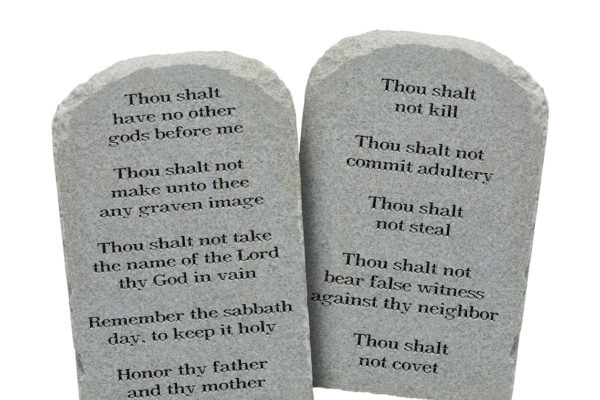 Thou shalt
have no other
gods before me
Thou shalt not
make unto thee
any graven image
Thou shalt not take
the name of the Lord
thy God in vain
Remember the sabbath
day, to keep it holy
Honor thy father
and thy mother
Thou shalt
not kill
Thou shalt not
commit adultery
Thou shalt
not steal
Thou shalt not
bear false witness
against thy neighbor
Thou shalt
not covet